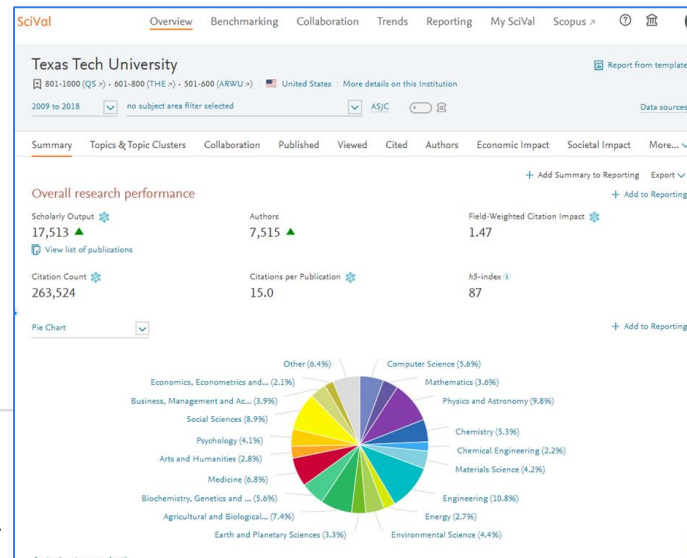 SciVal Overview Benchmarking Collaboration Trends Reporting My SciVal Scopus ↗
Texas Tech University
Report from template
801-1000 (QS ↗) • 601-800 (THE ↗) • 501-600 (ARWU ↗) United States More details on this Institution
2009 to 2018 no subject area filter selected ASJC Data sources
Summary Topics & Topic Clusters Collaboration Published Viewed Cited Authors Economic Impact Societal Impact More...
+ Add Summary to Reporting Export
Overall research performance + Add to Reporting
Scholarly Output Authors Field-Weighted Citation Impact
17,513 ▲ 7,515 ▲ 1.47
View list of publications
Citation Count Citations per Publication h5-index
263,524 15.0 87
Pie Chart + Add to Reporting
Other (6.4%) Computer Science (5.6%)
Economics, Econometrics and... (2.1%) Mathematics (3.6%)
Business, Management and Ac... (3.9%) Physics and Astronomy (9.8%)
Social Sciences (8.9%)
Psychology (4.1%) Chemistry (5.3%)
Arts and Humanities (2.8%) Chemical Engineering (2.2%)
Medicine (6.8%) Materials Science (4.2%)
Biochemistry, Genetics and ... (5.6%) Engineering (10.8%)
Agricultural and Biological... (7.4%) Energy (2.7%)
Earth and Planetary Sciences (3.3%) Environmental Science (4.4%)